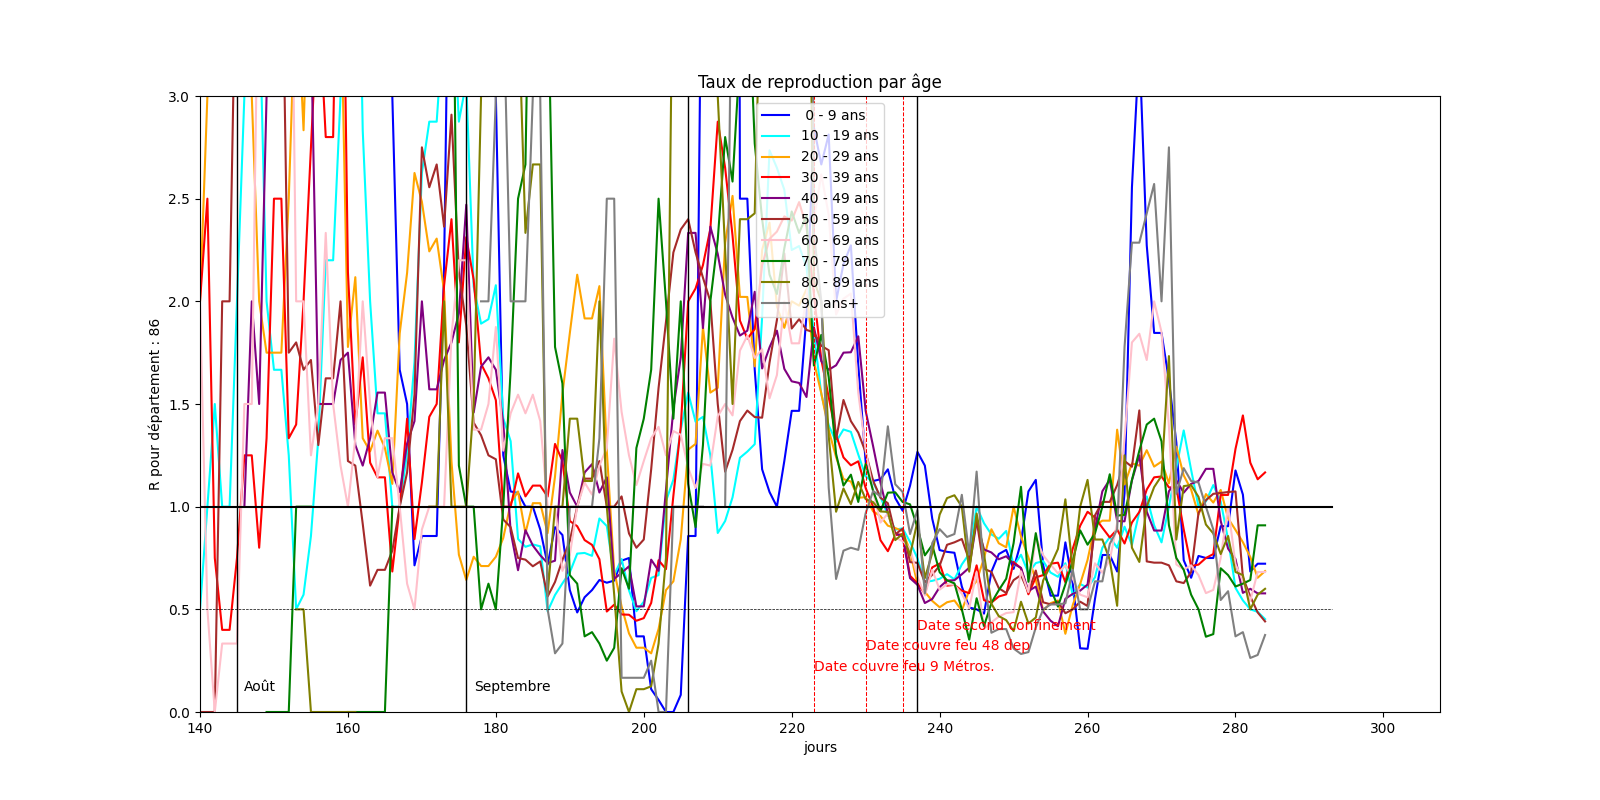 Taux de reproduction par âge
R pour département : 86
3.0
2.5
2.0
1.5
1.0
0.5
0.0
0 - 9 ans
10 - 19 ans
20 - 29 ans
30 - 39 ans
40 - 49 ans
50 - 59 ans
60 - 69 ans
70 - 79 ans
80 - 89 ans
90 ans+
Date second confinement
Date couvre feu 48 dep
Date couvre feu 9 Métros.
Août
Septembre
140 160 180 200 220 240 260 280 300
jours